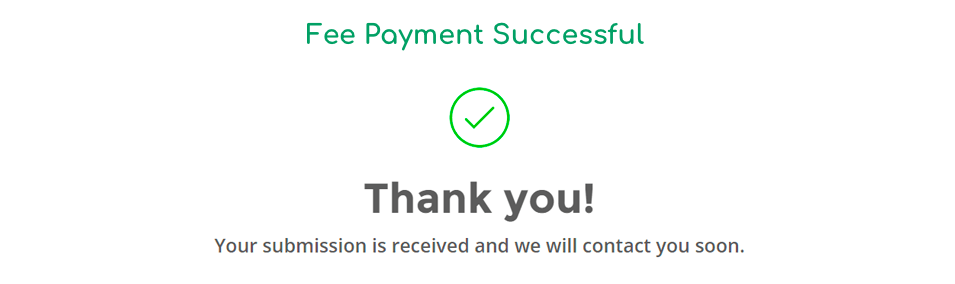 Fee Payment Successful
Thank you!
Your submission is received and we will contact you soon.